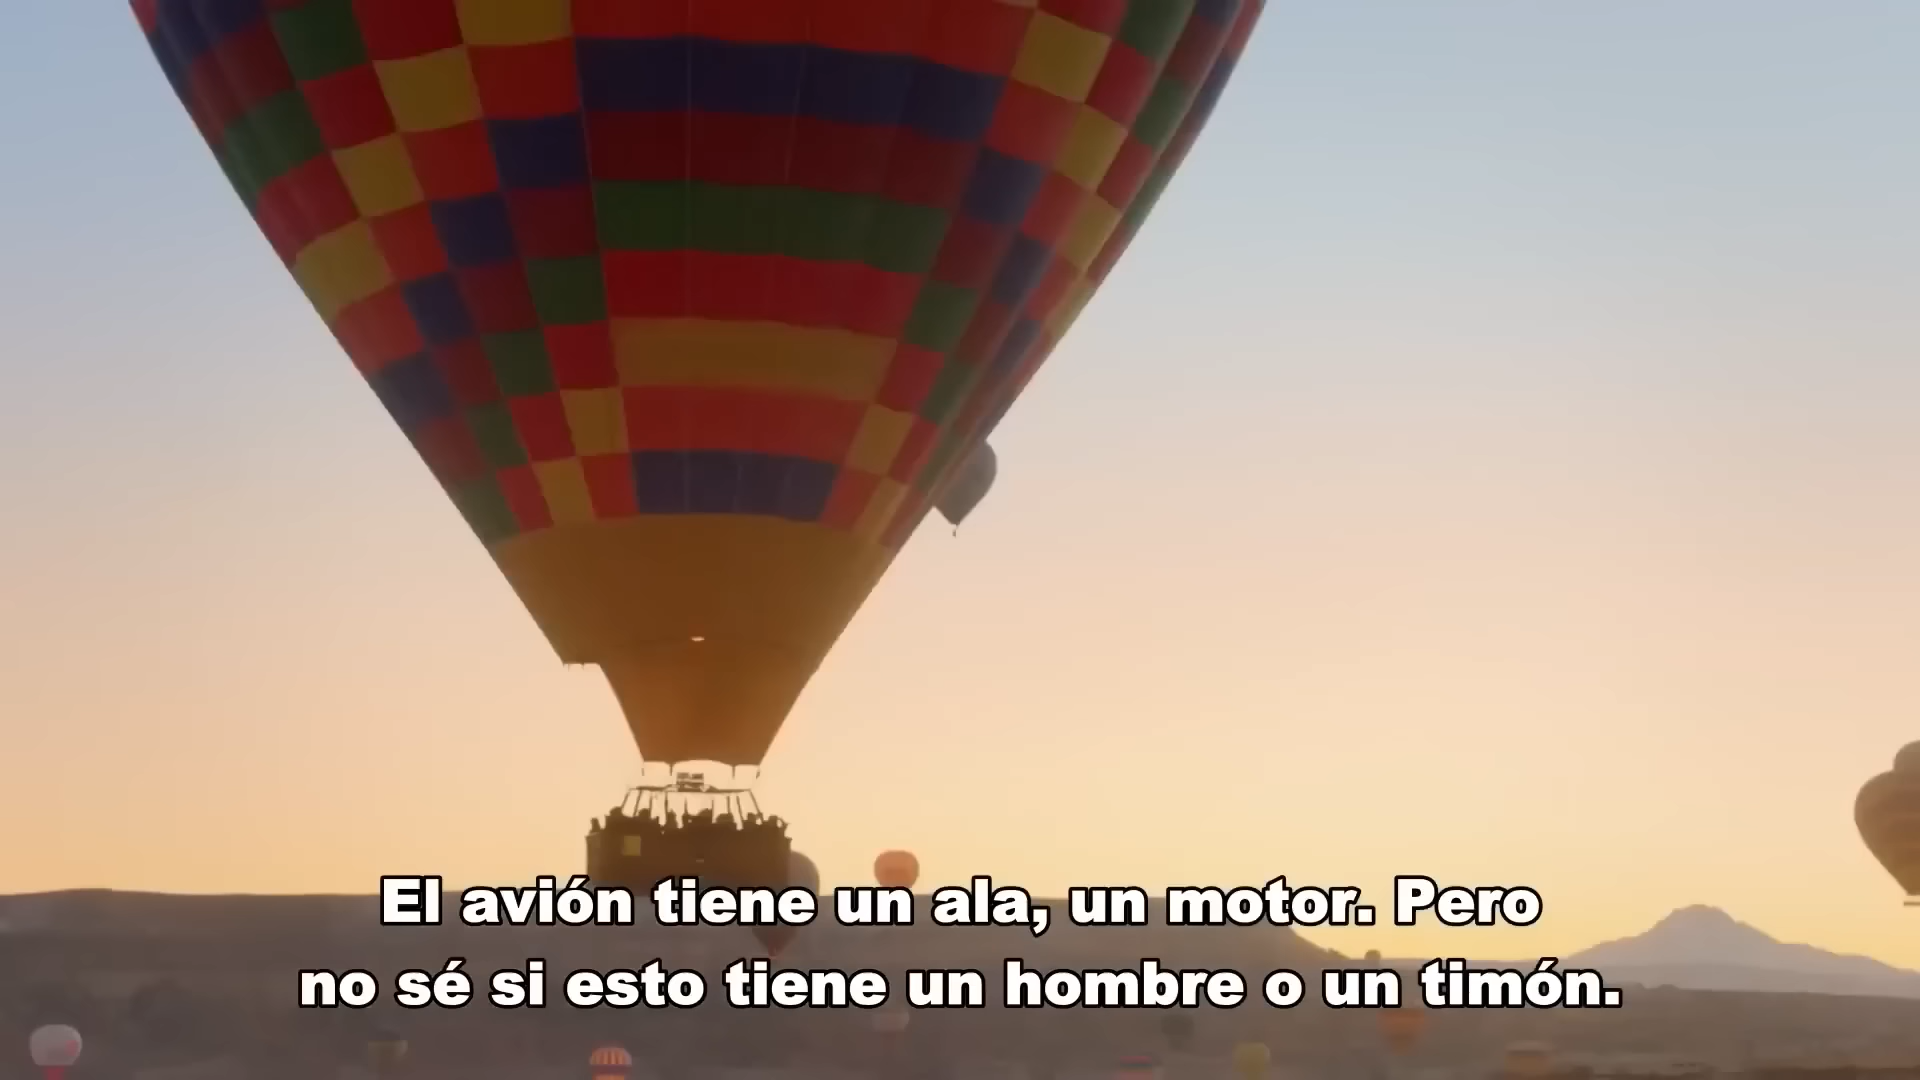 El avión tiene un ala, un motor. Pero
no sé si esto tiene un hombre o un timón.